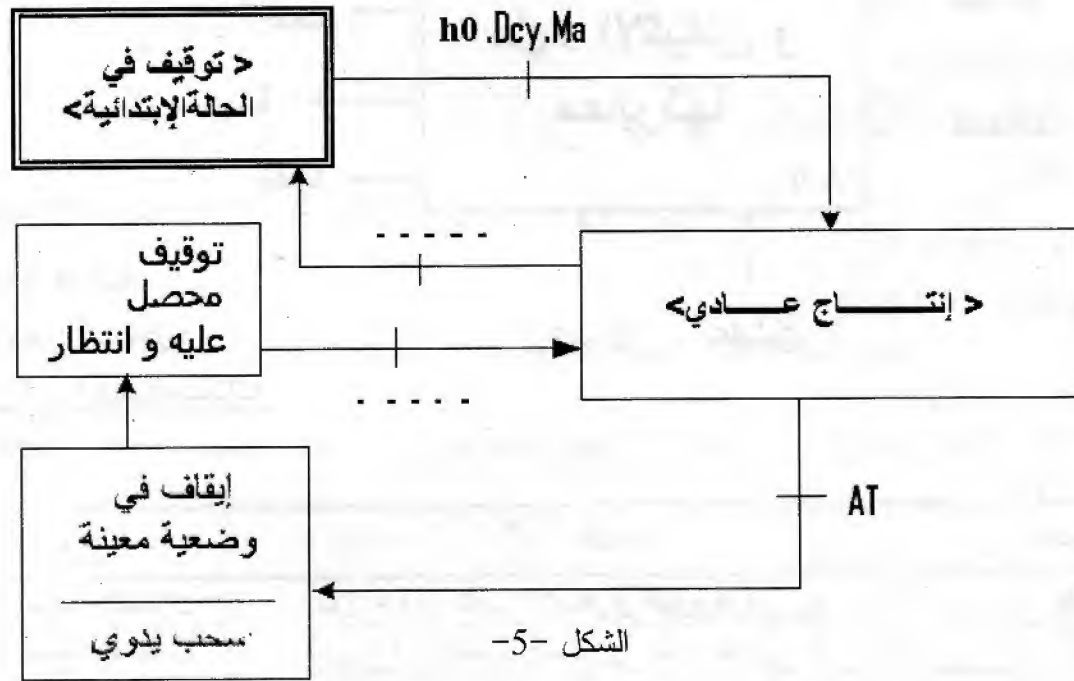 h0 .Dcy.Ma
< توقيف في
الحالة الإبتدائية>
- - - - -
< إنتـــــاج عـــــادي>
توقيف
محصل
عليه و انتظار
- - - - -
إيقاف في
وضعية معينة
سحب يدوي
AT
الشكل -5-